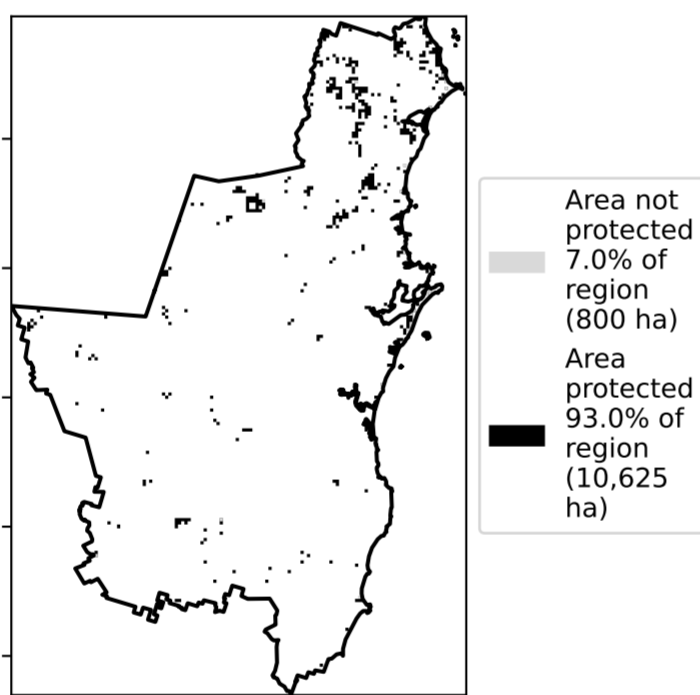 Area not
protected
7.0% of
region
(800 ha)
Area
protected
93.0% of
region
(10,625
ha)